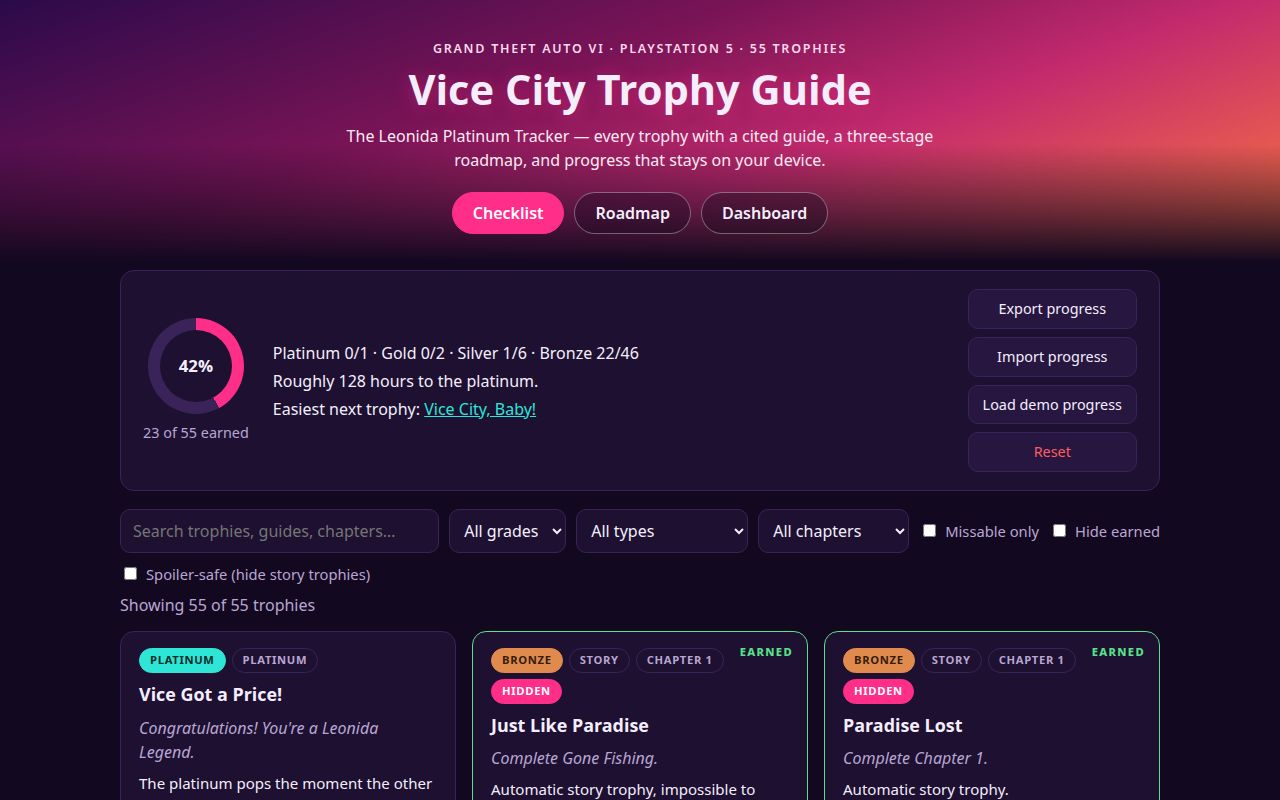 GRAND THEFT AUTO VI · PLAYSTATION 5 · 55 TROPHIES
Vice City Trophy Guide
The Leonida Platinum Tracker — every trophy with a cited guide, a three-stage
roadmap, and progress that stays on your device.
Checklist
Roadmap
Dashboard
42%
23 of 55 earned
Platinum 0/1 · Gold 0/2 · Silver 1/6 · Bronze 22/46
Roughly 128 hours to the platinum.
Easiest next trophy: Vice City, Baby!
Export progress
Import progress
Load demo progress
Reset
Search trophies, guides, chapters...
All grades
All types
All chapters
Missable only
Hide earned
Spoiler-safe (hide story trophies)
Showing 55 of 55 trophies
PLATINUM PLATINUM
Vice Got a Price!
Congratulations! You're a Leonida
Legend.
The platinum pops the moment the other
BRONZE STORY CHAPTER 1 EARNED
HIDDEN
Just Like Paradise
Complete Gone Fishing.
Automatic story trophy, impossible to
BRONZE STORY CHAPTER 1 EARNED
HIDDEN
Paradise Lost
Complete Chapter 1.
Automatic story trophy.